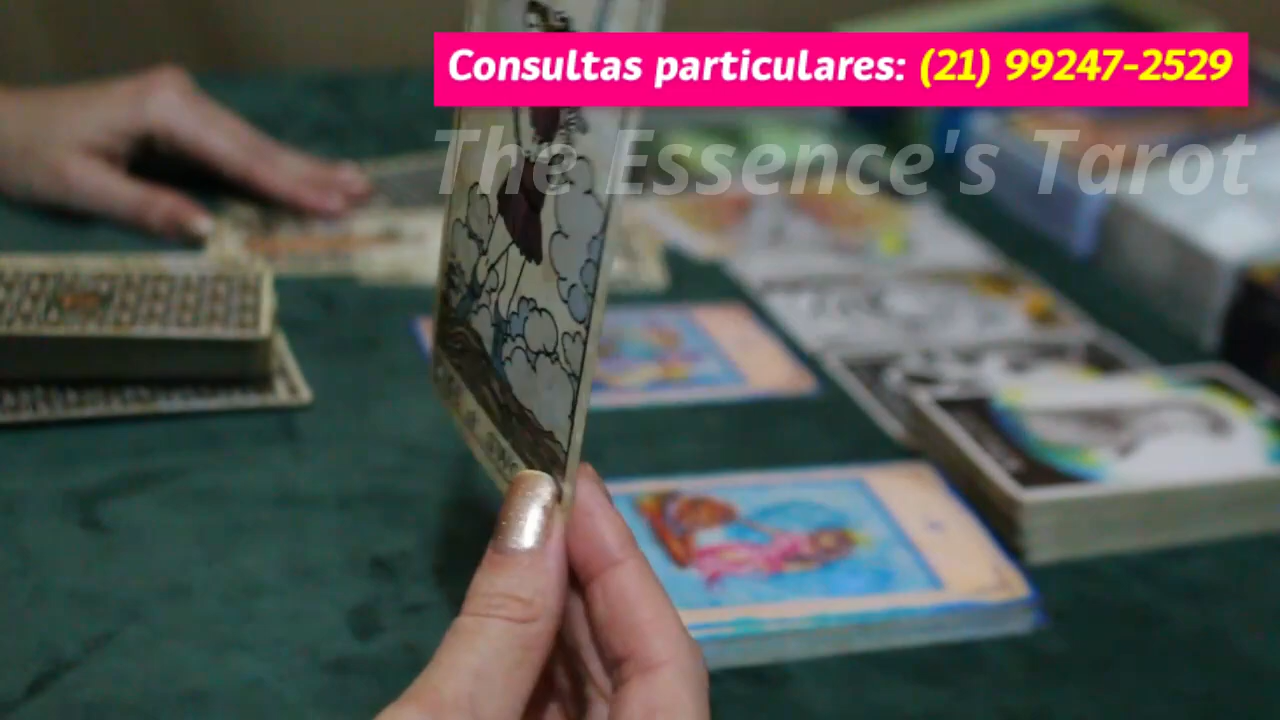 Consultas particulares: (21) 99247-2529
The Essence's Tarot